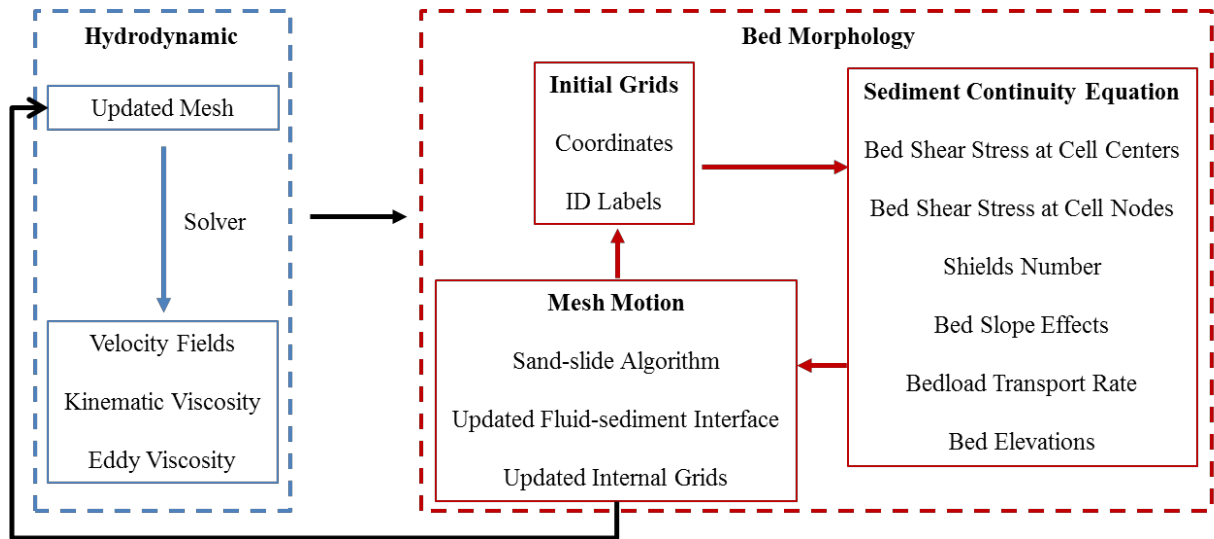 Hydrodynamic
Updated Mesh
Solver
Velocity Fields
Kinematic Viscosity
Eddy Viscosity
Bed Morphology
Initial Grids
Coordinates
ID Labels
Sediment Continuity Equation
Bed Shear Stress at Cell Centers
Bed Shear Stress at Cell Nodes
Shields Number
Bed Slope Effects
Bedload Transport Rate
Bed Elevations
Mesh Motion
Sand-slide Algorithm
Updated Fluid-sediment Interface
Updated Internal Grids